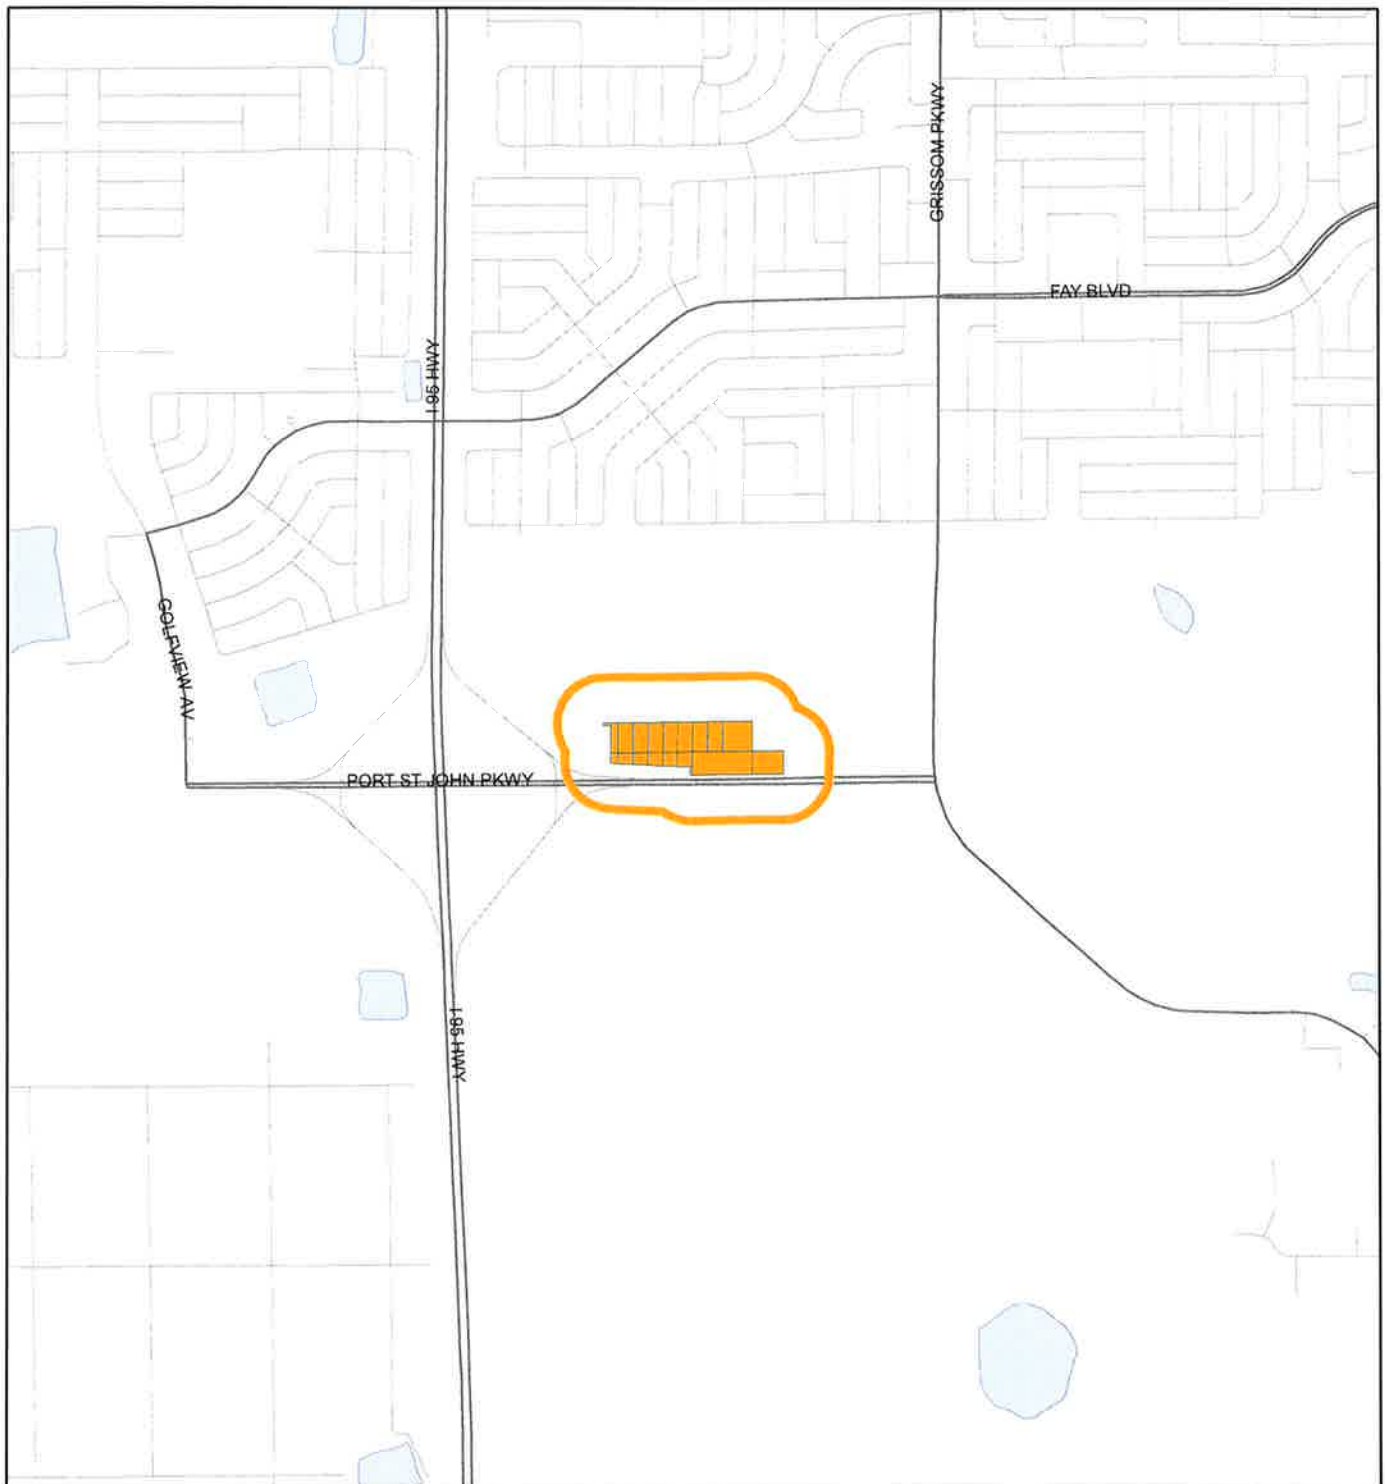 GRISSOM PKWY
FAY BLVD
I 95 HWY
GOLFVIEW AV
PORT ST JOHN PKWY
I 95 HWY